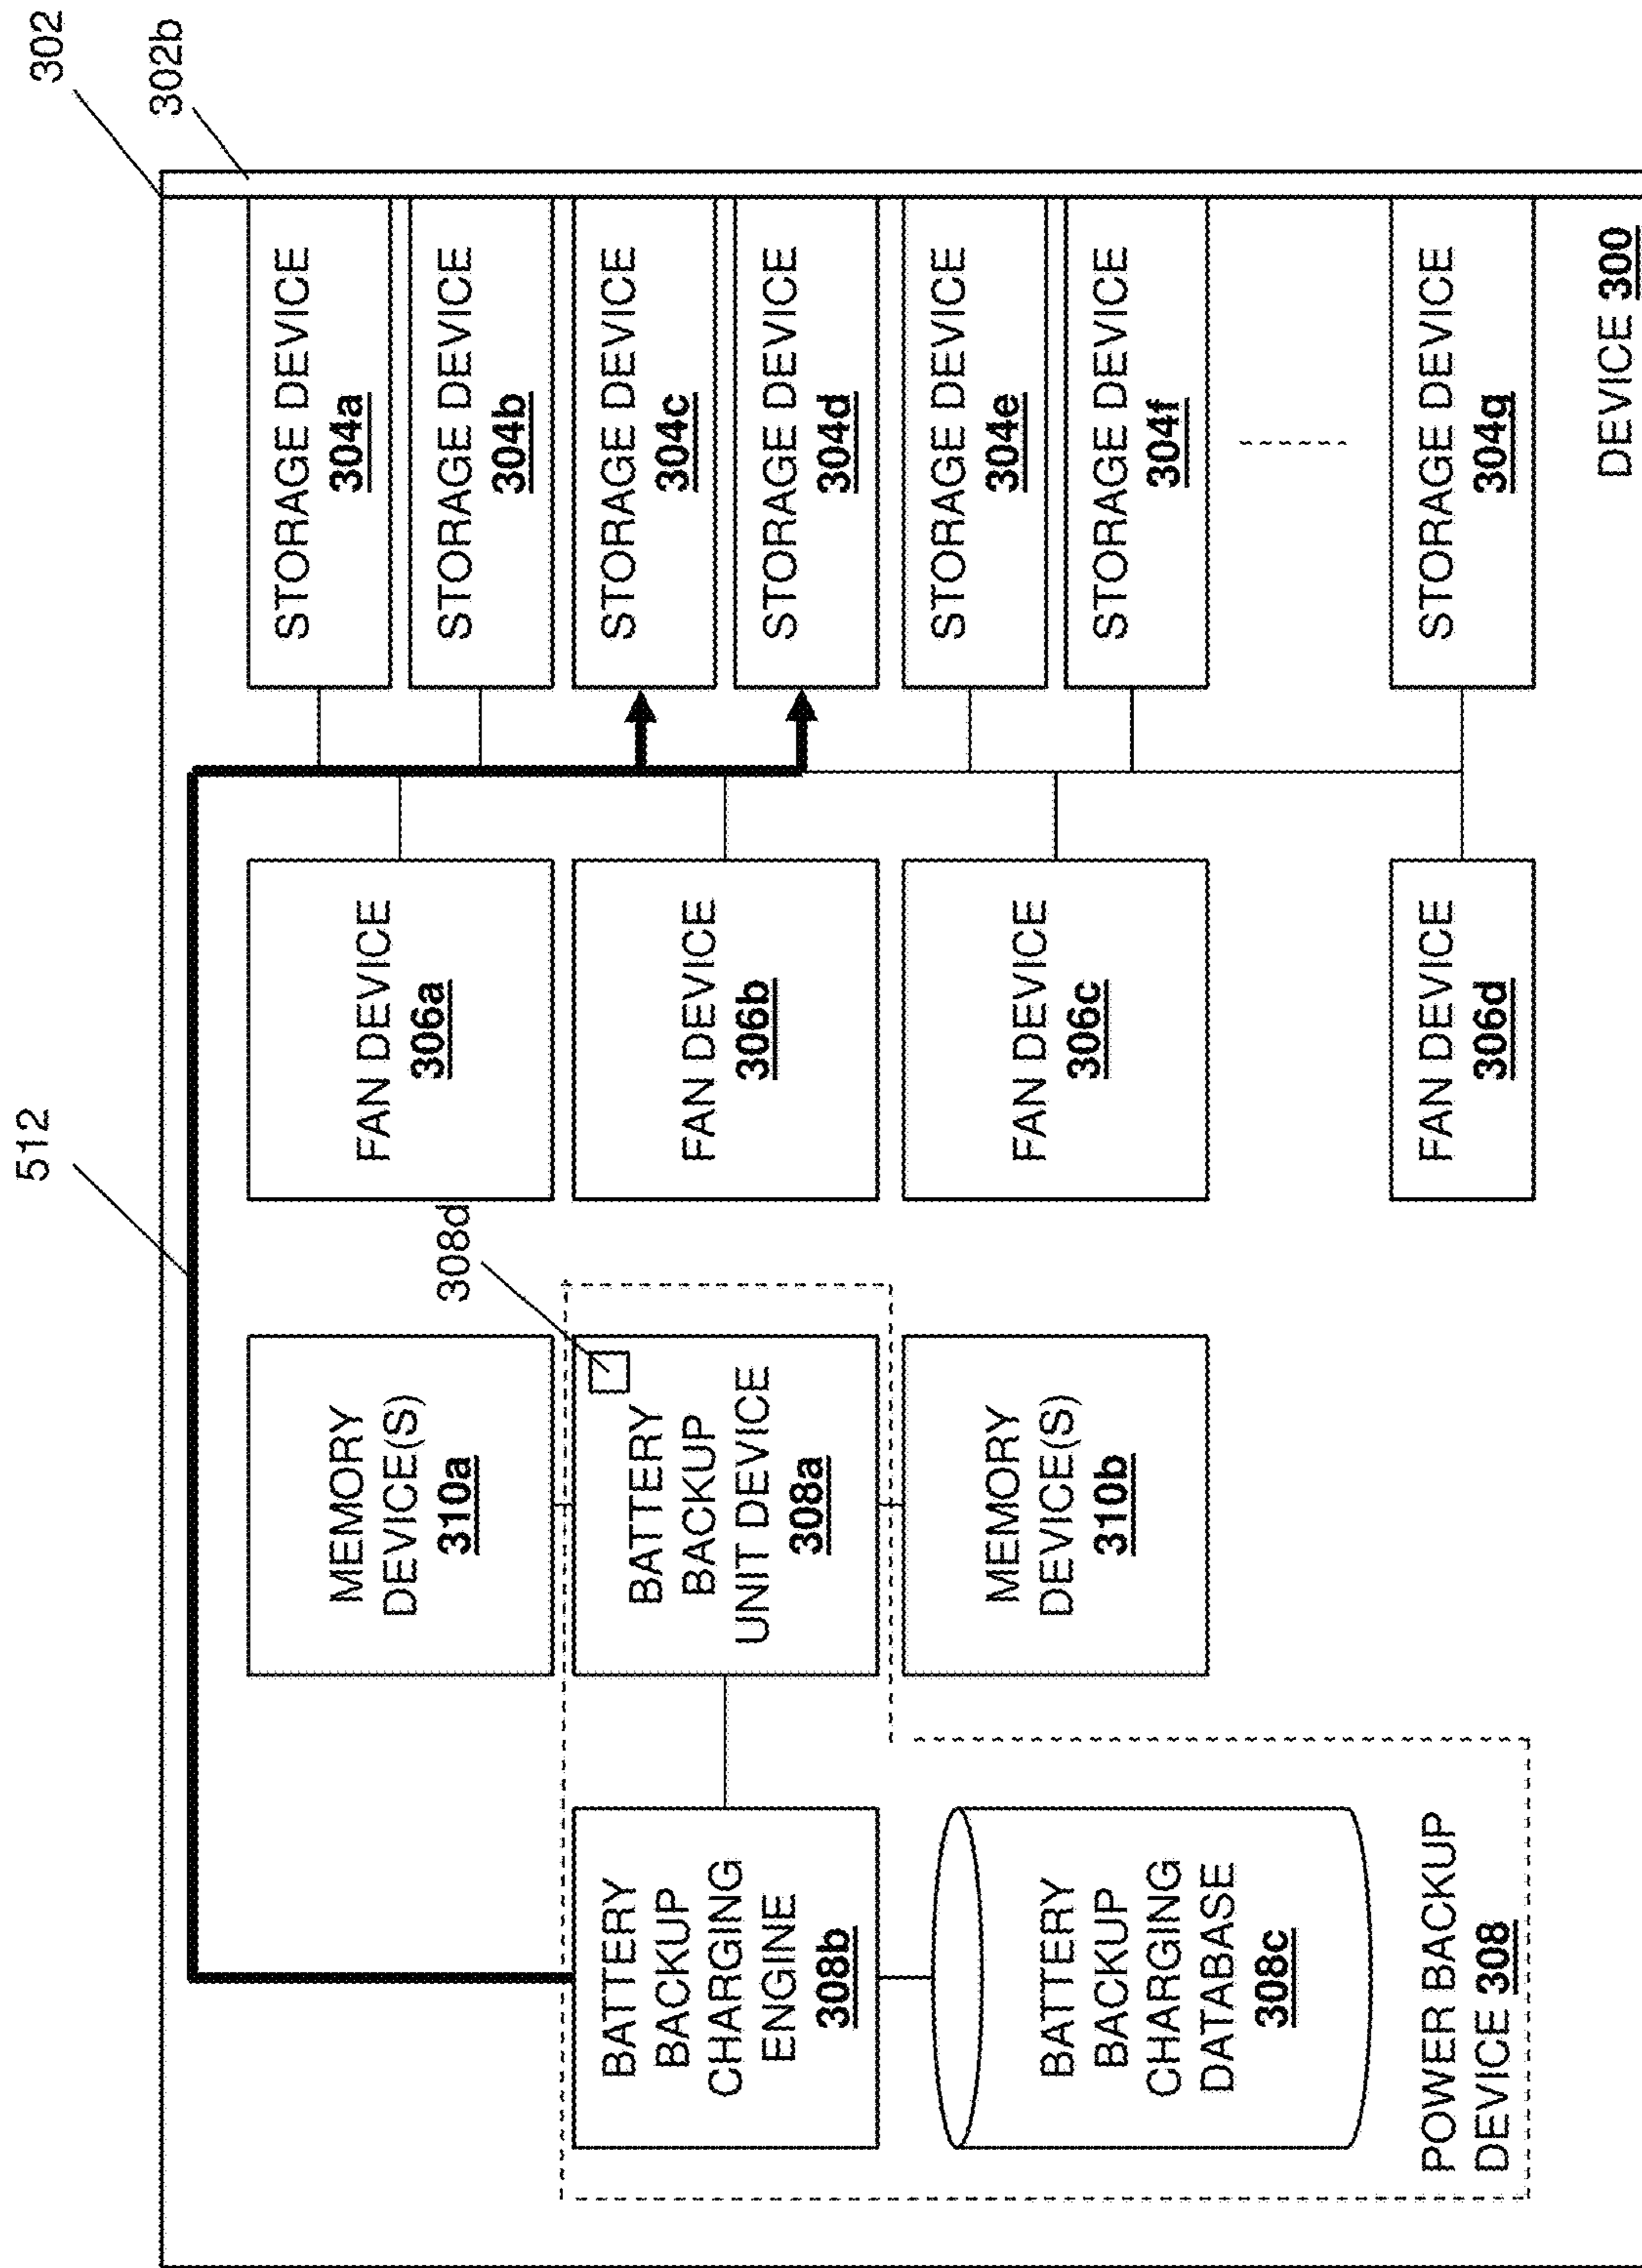 512
302
302b
MEMORY
DEVICE(S)
310a
FAN DEVICE
306a
STORAGE DEVICE
304a
STORAGE DEVICE
304b
308d
BATTERY
BACKUP
CHARGING
ENGINE
308b
BATTERY
BACKUP
UNIT DEVICE
308a
FAN DEVICE
306b
STORAGE DEVICE
304c
STORAGE DEVICE
304d
BATTERY
BACKUP
CHARGING
DATABASE
308c
MEMORY
DEVICE(S)
310b
FAN DEVICE
306c
STORAGE DEVICE
304e
STORAGE DEVICE
304f
POWER BACKUP
DEVICE 308
FAN DEVICE
306d
STORAGE DEVICE
304g
DEVICE 300